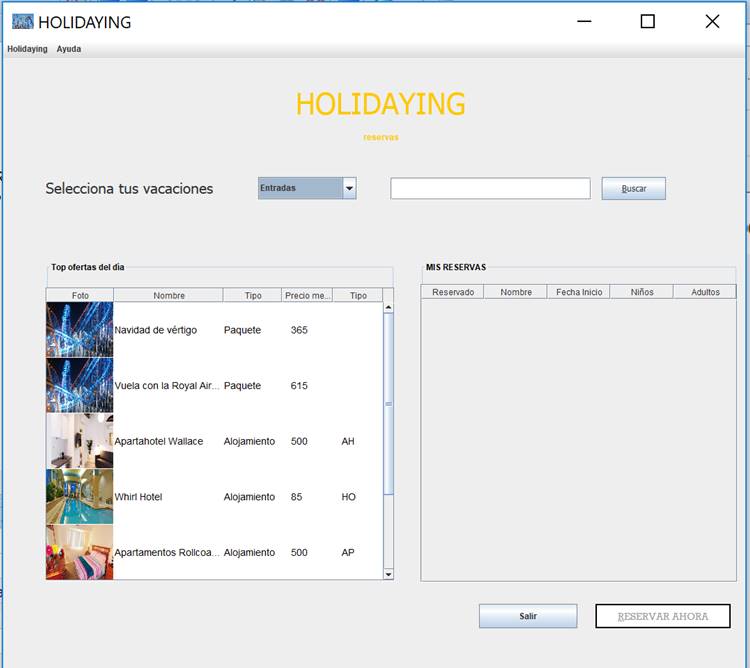 HOLIDAYING
Holidaying Ayuda
HOLIDAYING
reservas
Selecciona tus vacaciones Entradas Buscar
Top ofertas del dia MIS RESERVAS
Foto Nombre Tipo Precio me... Tipo Reservado Nombre Fecha Inicio Niños Adultos
Navidad de vértigo Paquete 365
Vuela con la Royal Air... Paquete 615
Apartahotel Wallace Alojamiento 500 AH
Whirl Hotel Alojamiento 85 HO
Apartamentos Rollcoa... Alojamiento 500 AP
Salir RESERVAR AHORA